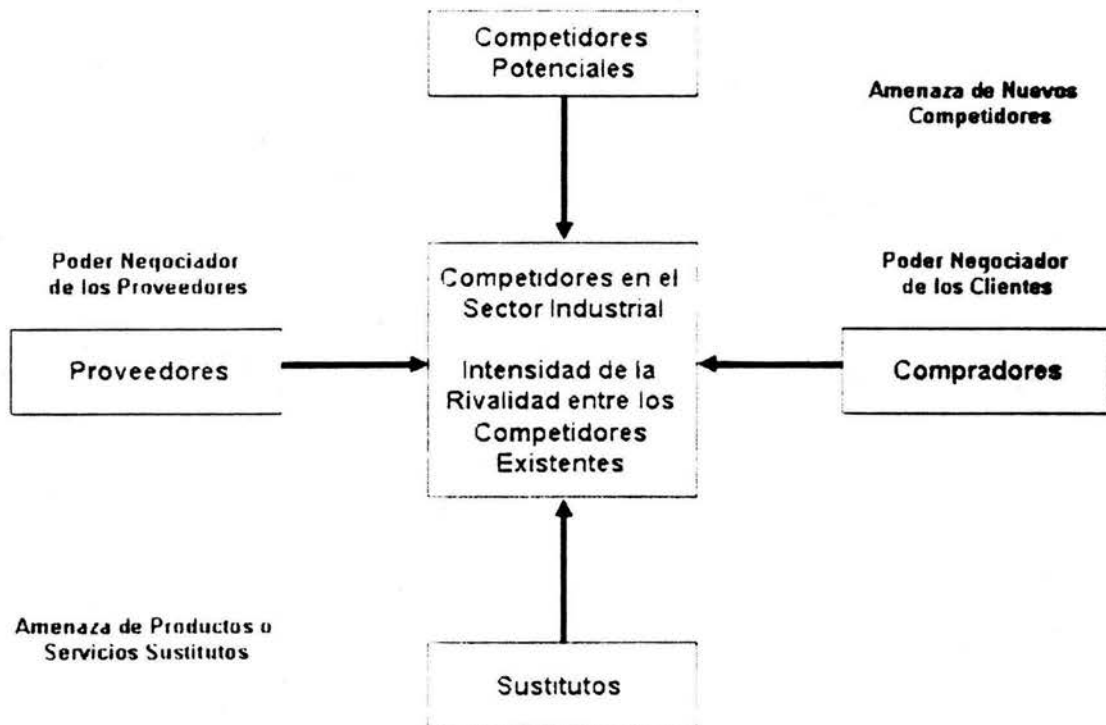 Competidores
Potenciales
Amenaza de Nuevos
Competidores
Poder Negociador
de los Proveedores
Competidores en el
Sector Industrial
Poder Negociador
de los Clientes
Proveedores
Intensidad de la
Rivalidad entre los
Competidores
Existentes
Compradores
Amenaza de Productos o
Servicios Sustitutos
Sustitutos